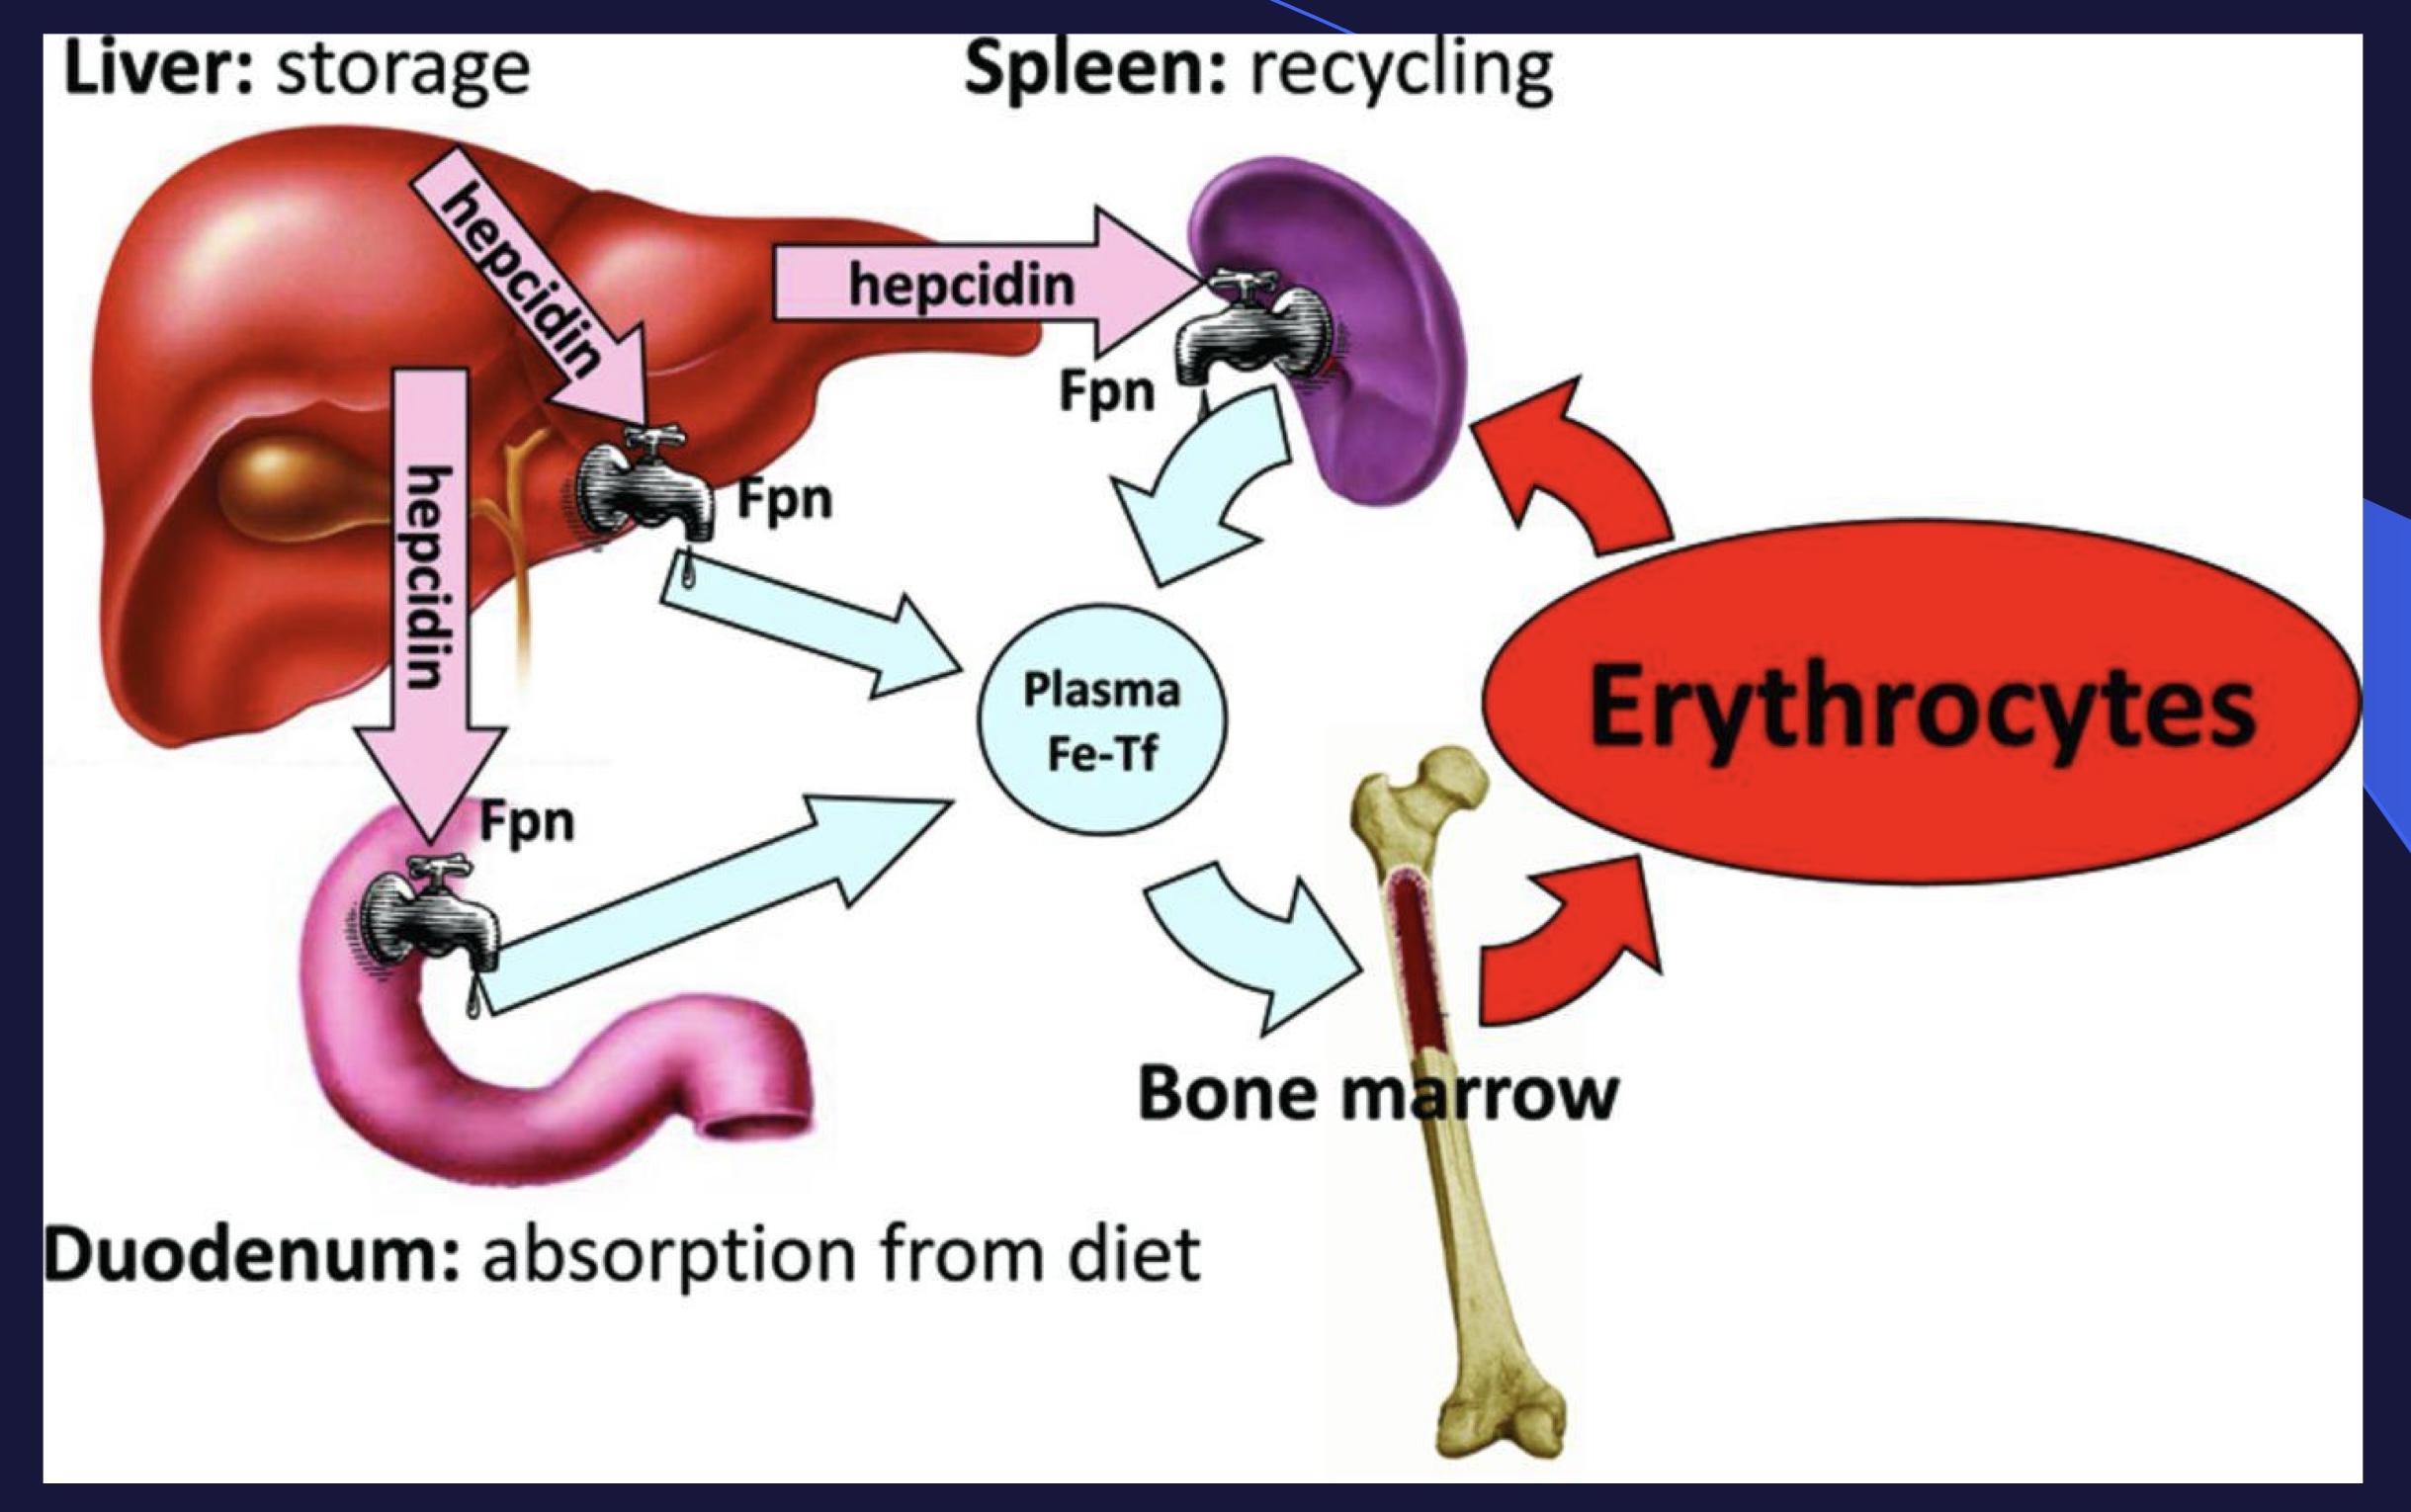 Liver: storage
Spleen: recycling
hepcidin
hepcidin
Fpn
hepcidin
Fpn
Plasma
Fe-Tf
Erythrocytes
Fpn
Bone marrow
Duodenum: absorption from diet